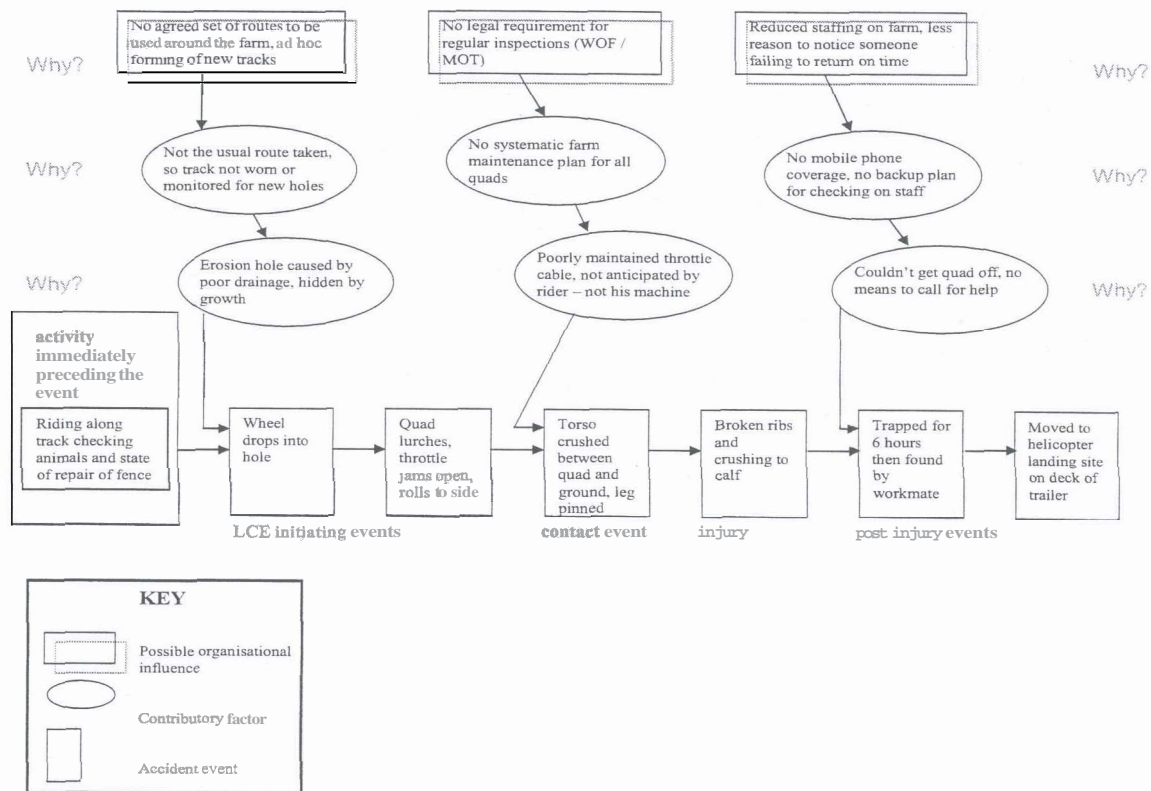 No agreed set of routes to be
used around the farm, ad hoc
forming of new tracks
No legal requirement for
regular inspections (WOF /
MOT)
Reduced staffing on farm, less
reason to notice someone
failing to return on time
Why?
Why?
Not the usual route taken,
so track not worn or
monitored for new holes
No systematic farm
maintenance plan for all
quads
No mobile phone
coverage, no backup plan
for checking on staff
Why?
Why?
Erosion hole caused by
poor drainage, hidden by
growth
Poorly maintained throttle
cable, not anticipated by
rider – not his machine
Couldn't get quad off, no
means to call for help
Why?
Why?
activity
immediately
preceding the
event
Riding along
track checking
animals and state
of repair of fence
Wheel
drops into
hole
Quad
lurches,
throttle
jams open,
rolls to side
Torso
crushed
between
quad and
ground, leg
pinned
Broken ribs
and
crushing to
calf
Trapped for
6 hours
then found
by
workmate
Moved to
helicopter
landing site
on deck of
trailer
LCE initiating events
contact event
injury
post injury events
KEY
Possible organisational
influence
Contributory factor
Accident event